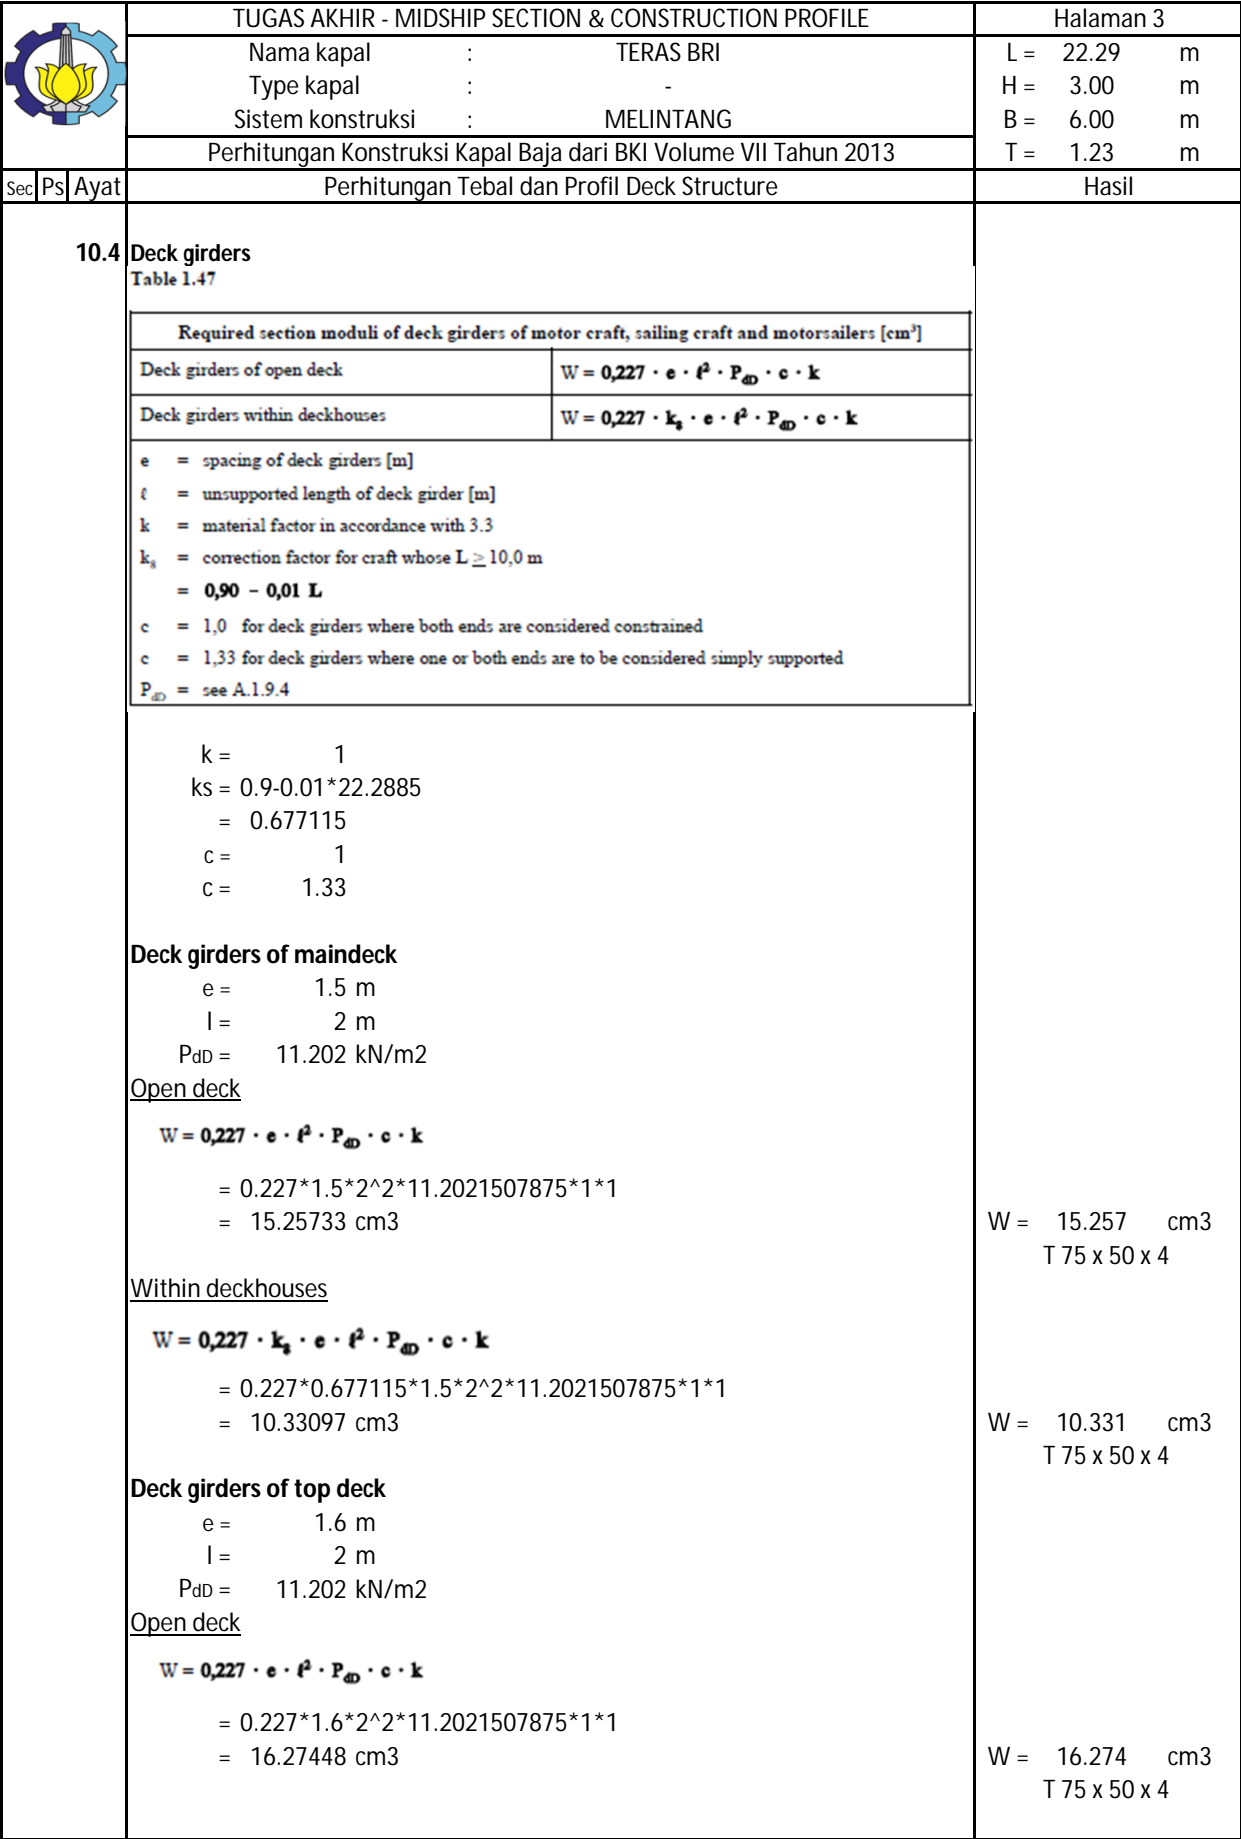 TUGAS AKHIR - MIDSHIP SECTION & CONSTRUCTION PROFILE Halaman 3
Nama kapal : TERAS BRI L = 22.29 m
Type kapal : - H = 3.00 m
Sistem konstruksi : MELINTANG B = 6.00 m
Perhitungan Konstruksi Kapal Baja dari BKI Volume VII Tahun 2013 T = 1.23 m
Sec Ps Ayat Perhitungan Tebal dan Profil Deck Structure Hasil
10.4 Deck girders
Table 1.47
Required section moduli of deck girders of motor craft, sailing craft and motorsailers [cm³]
Deck girders of open deck W = 0,227 · e · ℓ² · PdD · c · k
Deck girders within deckhouses W = 0,227 · k₈ · e · ℓ² · PdD · c · k
e = spacing of deck girders [m]
ℓ = unsupported length of deck girder [m]
k = material factor in accordance with 3.3
k₈ = correction factor for craft whose L ≥ 10,0 m
= 0,90 – 0,01 L
c = 1,0 for deck girders where both ends are considered constrained
c = 1,33 for deck girders where one or both ends are to be considered simply supported
PdD = see A.1.9.4
k = 1
ks = 0.9-0.01*22.2885
= 0.677115
c = 1
c = 1.33
Deck girders of maindeck
e = 1.5 m
l = 2 m
PdD = 11.202 kN/m2
Open deck
W = 0,227 · e · ℓ² · PdD · c · k
= 0.227*1.5*2^2*11.2021507875*1*1
= 15.25733 cm3 W = 15.257 cm3
T 75 x 50 x 4
Within deckhouses
W = 0,227 · k₈ · e · ℓ² · PdD · c · k
= 0.227*0.677115*1.5*2^2*11.2021507875*1*1
= 10.33097 cm3 W = 10.331 cm3
T 75 x 50 x 4
Deck girders of top deck
e = 1.6 m
l = 2 m
PdD = 11.202 kN/m2
Open deck
W = 0,227 · e · ℓ² · PdD · c · k
= 0.227*1.6*2^2*11.2021507875*1*1
= 16.27448 cm3 W = 16.274 cm3
T 75 x 50 x 4